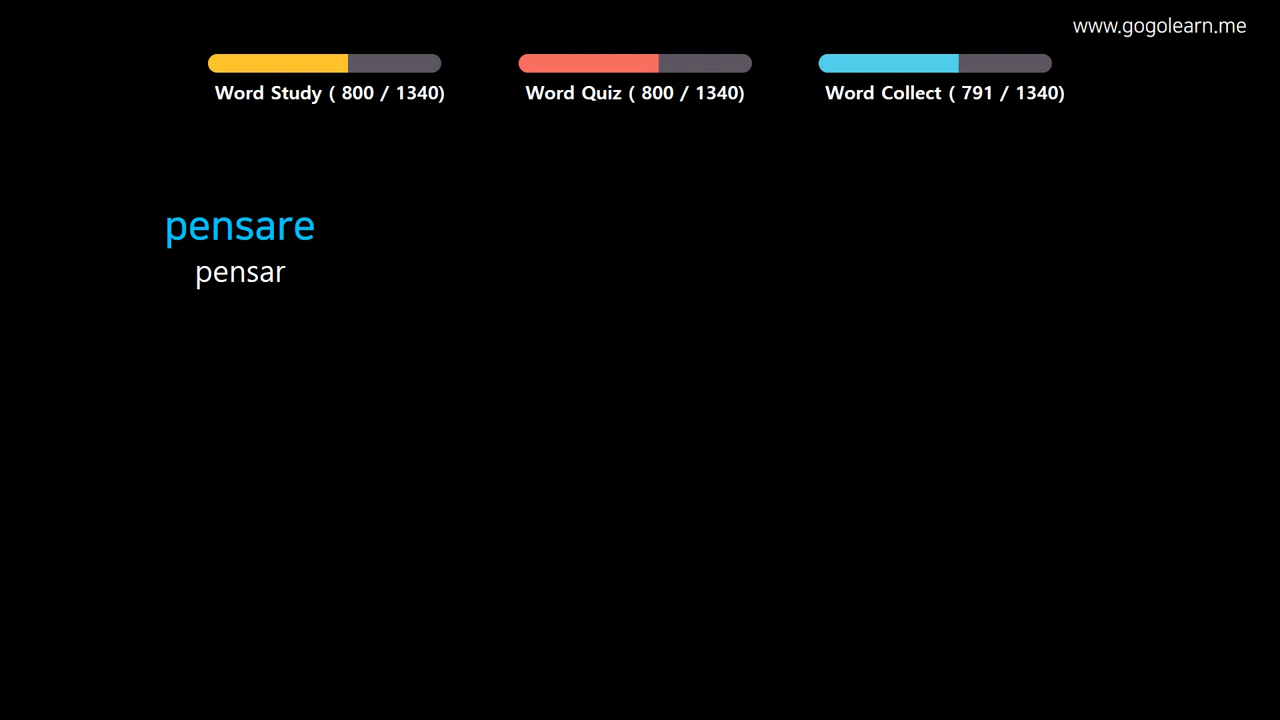 www.gogolearn.me
Word Study ( 800 / 1340)
Word Quiz ( 800 / 1340)
Word Collect ( 791 / 1340)
pensare
pensar